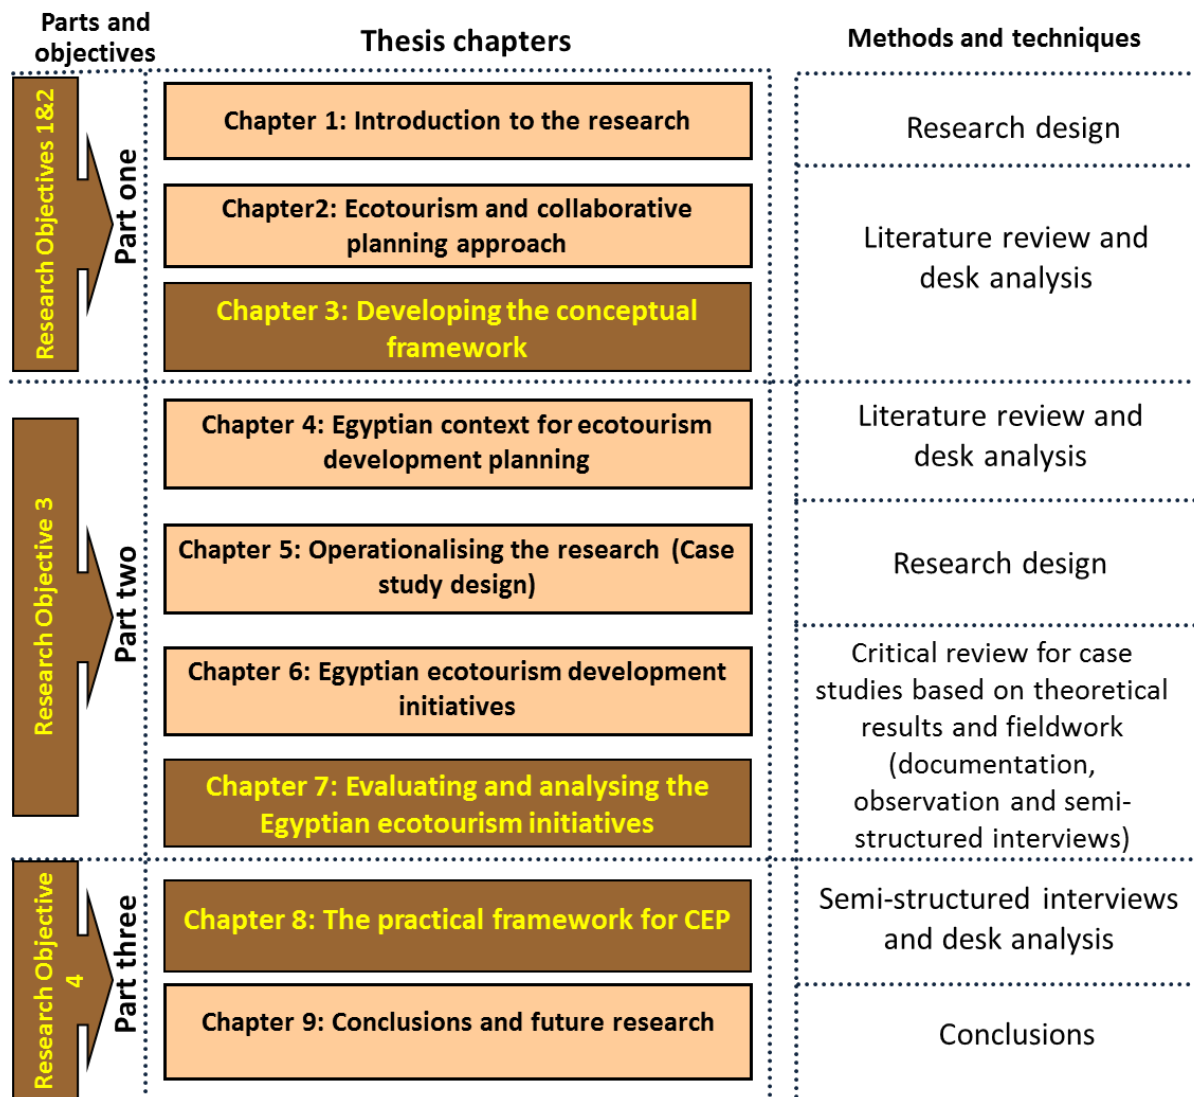 Parts and
objectives
Thesis chapters
Methods and techniques
Research Objectives 1&2
Part one
Chapter 1: Introduction to the research
Research design
Chapter2: Ecotourism and collaborative
planning approach
Literature review and
desk analysis
Chapter 3: Developing the conceptual
framework
Research Objective 3
Part two
Chapter 4: Egyptian context for ecotourism
development planning
Literature review and
desk analysis
Chapter 5: Operationalising the research (Case
study design)
Research design
Chapter 6: Egyptian ecotourism development
initiatives
Critical review for case
studies based on theoretical
results and fieldwork
(documentation,
observation and semi-
structured interviews)
Chapter 7: Evaluating and analysing the
Egyptian ecotourism initiatives
Research Objective
4
Part three
Chapter 8: The practical framework for CEP
Semi-structured interviews
and desk analysis
Chapter 9: Conclusions and future research
Conclusions